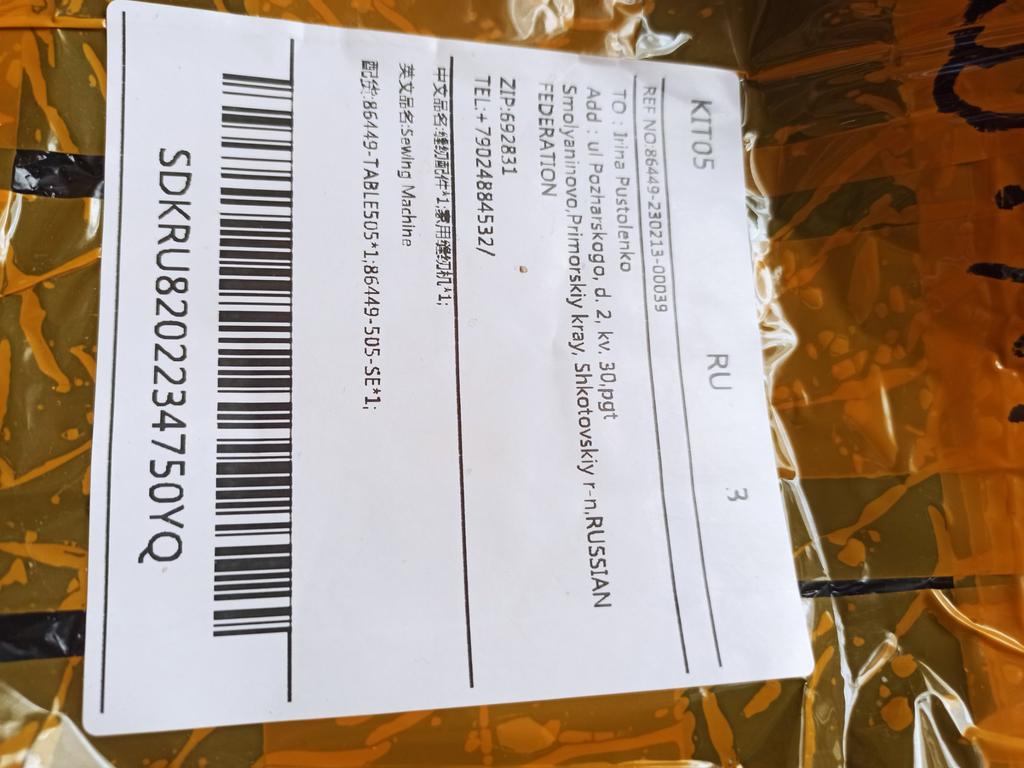 KIT05 RU 3
REF NO:86449-230213-00039
TO : Irina Pustolenko
Add : ul Pozharskogo, d. 2, kv. 30,pgt
Smolyaninovo,Primorskiy kray, Shkotovskiy r-n,RUSSIAN
FEDERATION
ZIP:692831
TEL:+79024884532/
中文品名:缝纫配件*1;家用缝纫机*1;
英文品名:Sewing Machine
配货:86449-TABLE505*1;86449-505-SE*1;
SDKRU8202234750YQ